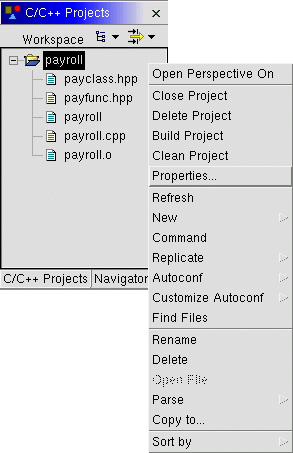 C/C++ Projects
Workspace
payroll
payclass.hpp
payfunc.hpp
payroll
payroll.cpp
payroll.o
C/C++ Projects Navigator
Open Perspective On
Close Project
Delete Project
Build Project
Clean Project
Properties...
Refresh
New
Command
Replicate
Autoconf
Customize Autoconf
Find Files
Rename
Delete
Open File
Parse
Copy to...
Sort by